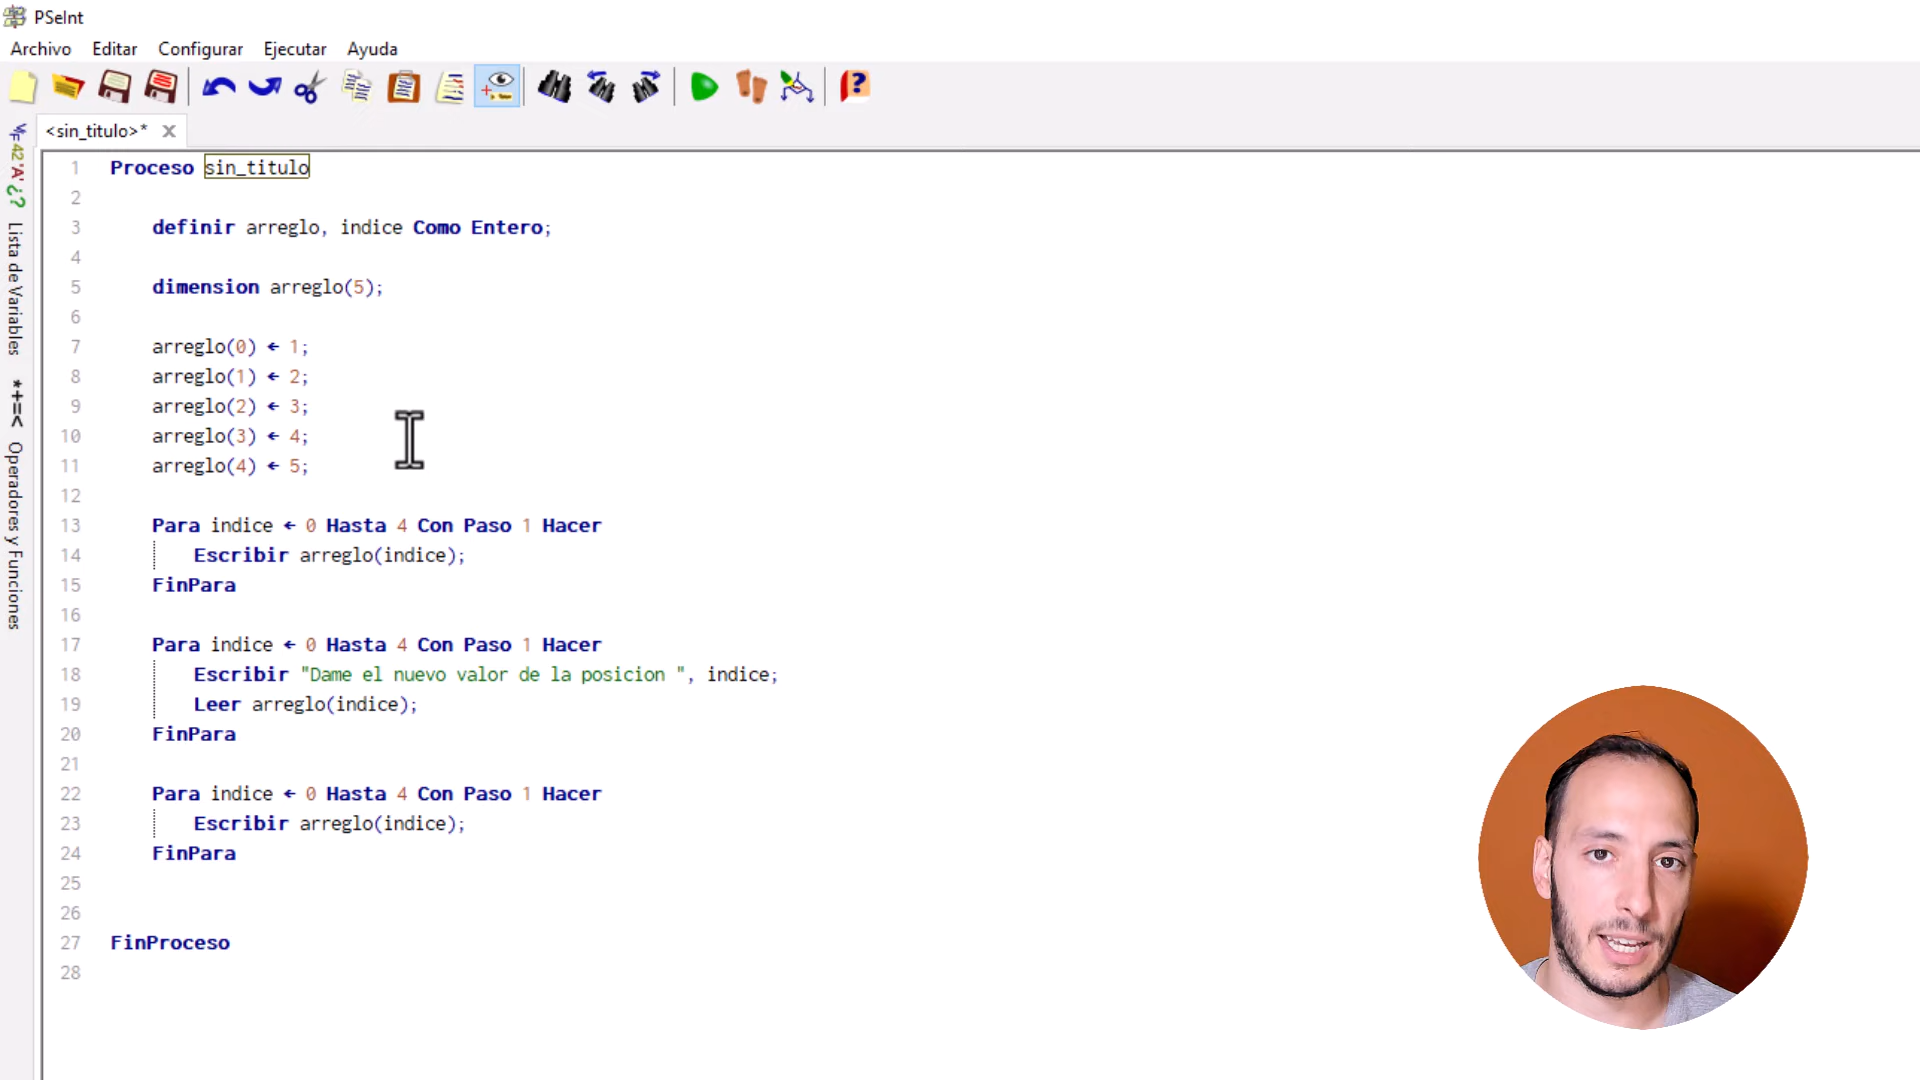 PSeInt
Archivo Editar Configurar Ejecutar Ayuda
<sin_titulo>*
1 Proceso sin_titulo
2
3 definir arreglo, indice Como Entero;
4
5 dimension arreglo(5);
6
7 arreglo(0) ← 1;
8 arreglo(1) ← 2;
9 arreglo(2) ← 3;
10 arreglo(3) ← 4;
11 arreglo(4) ← 5;
12
13 Para indice ← 0 Hasta 4 Con Paso 1 Hacer
14 Escribir arreglo(indice);
15 FinPara
16
17 Para indice ← 0 Hasta 4 Con Paso 1 Hacer
18 Escribir "Dame el nuevo valor de la posicion ", indice;
19 Leer arreglo(indice);
20 FinPara
21
22 Para indice ← 0 Hasta 4 Con Paso 1 Hacer
23 Escribir arreglo(indice);
24 FinPara
25
26
27 FinProceso
28
42 'A' ¿?
Lista de Variables
*+=<
Operadores y Funciones